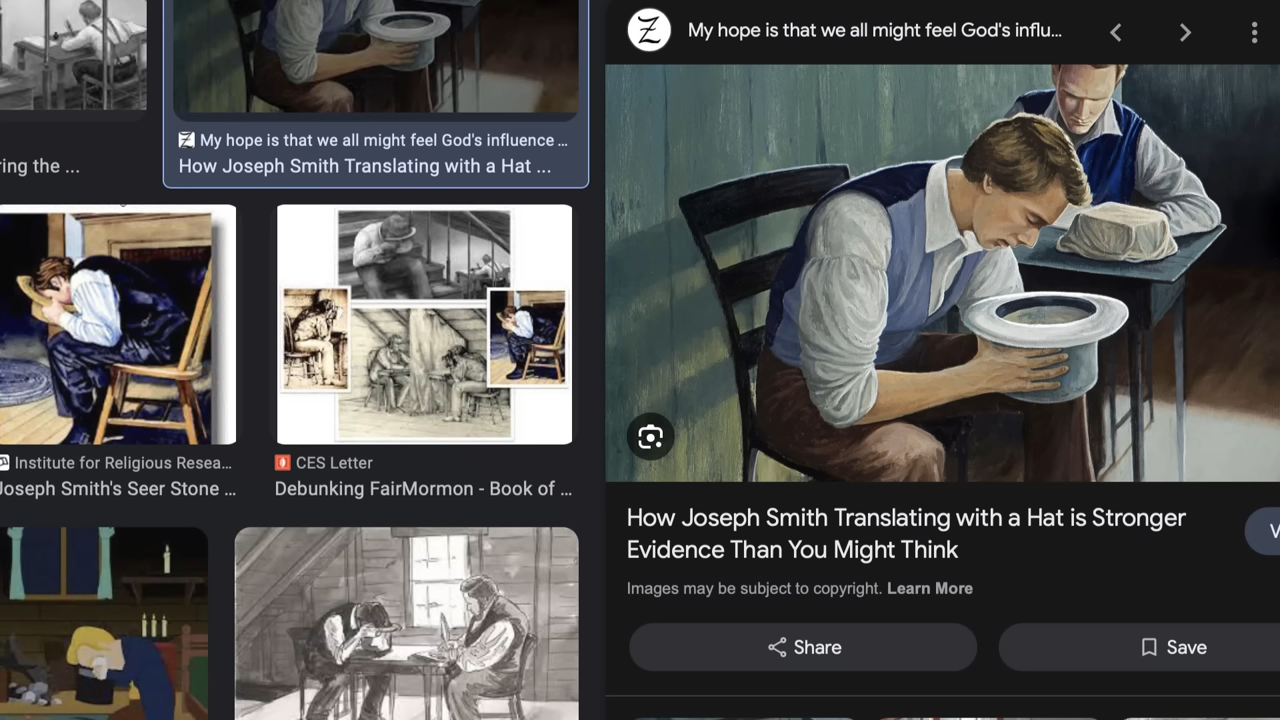 ring the ...
My hope is that we all might feel God's influence ...
How Joseph Smith Translating with a Hat ...
Institute for Religious Resea...
Joseph Smith's Seer Stone ...
CES Letter
Debunking FairMormon - Book of ...
Z
My hope is that we all might feel God's influ...
How Joseph Smith Translating with a Hat is Stronger
Evidence Than You Might Think
Images may be subject to copyright. Learn More
Share
Save